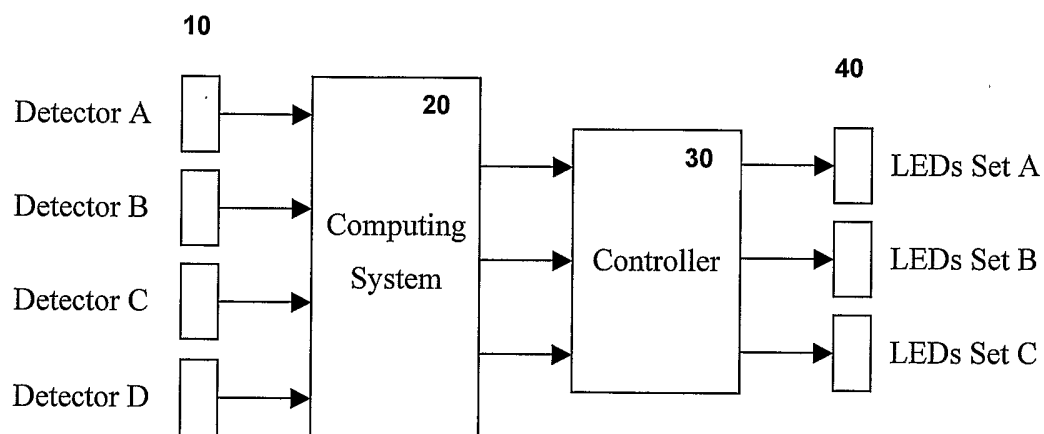 10
40
Detector A
20
30
LEDs Set A
Detector B
Computing
System
Controller
LEDs Set B
Detector C
LEDs Set C
Detector D